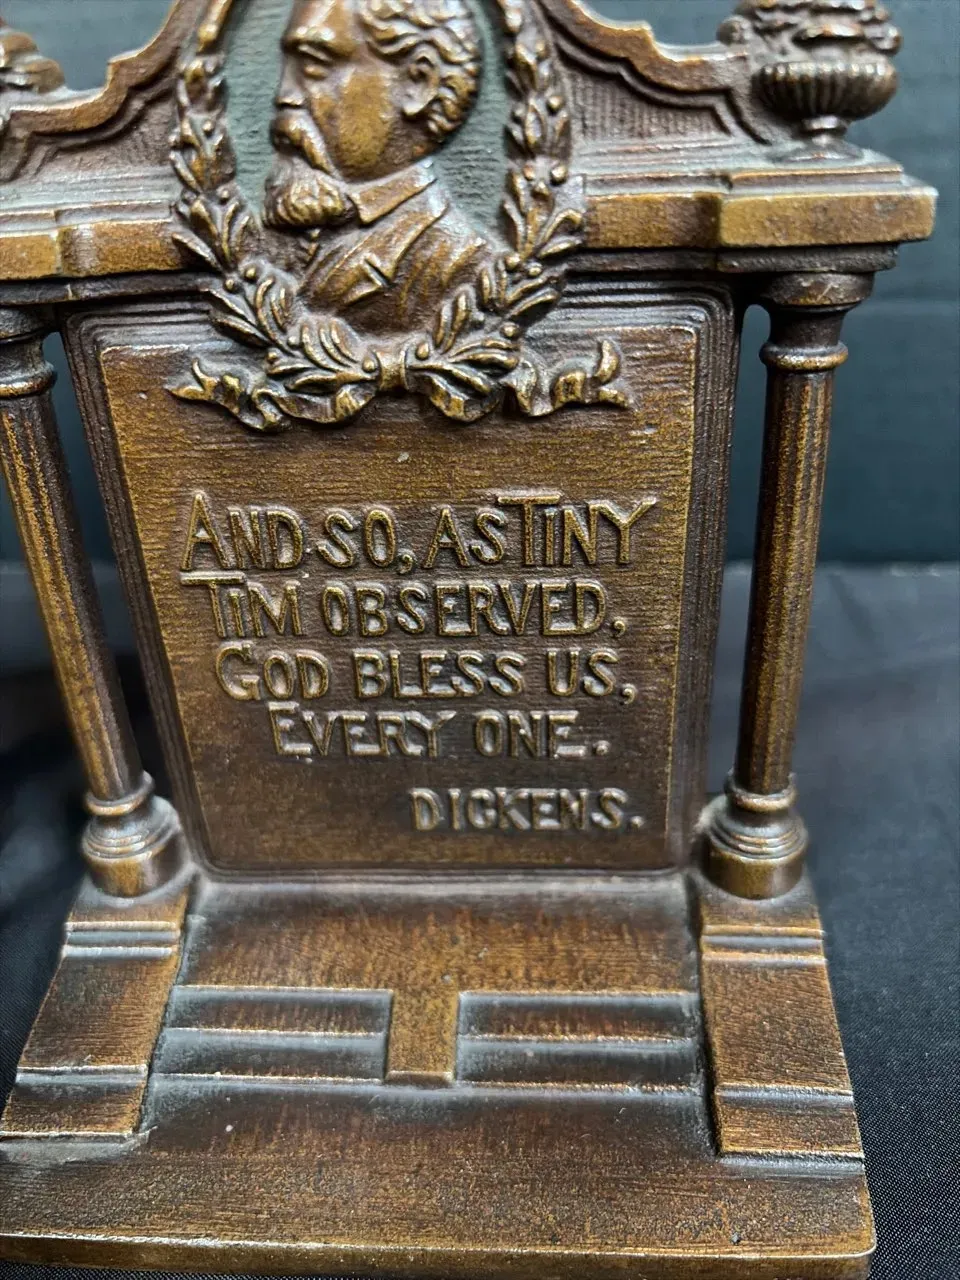 AND SO, AS TINY
TIM OBSERVED,
GOD BLESS US,
EVERY ONE.
DICKENS.